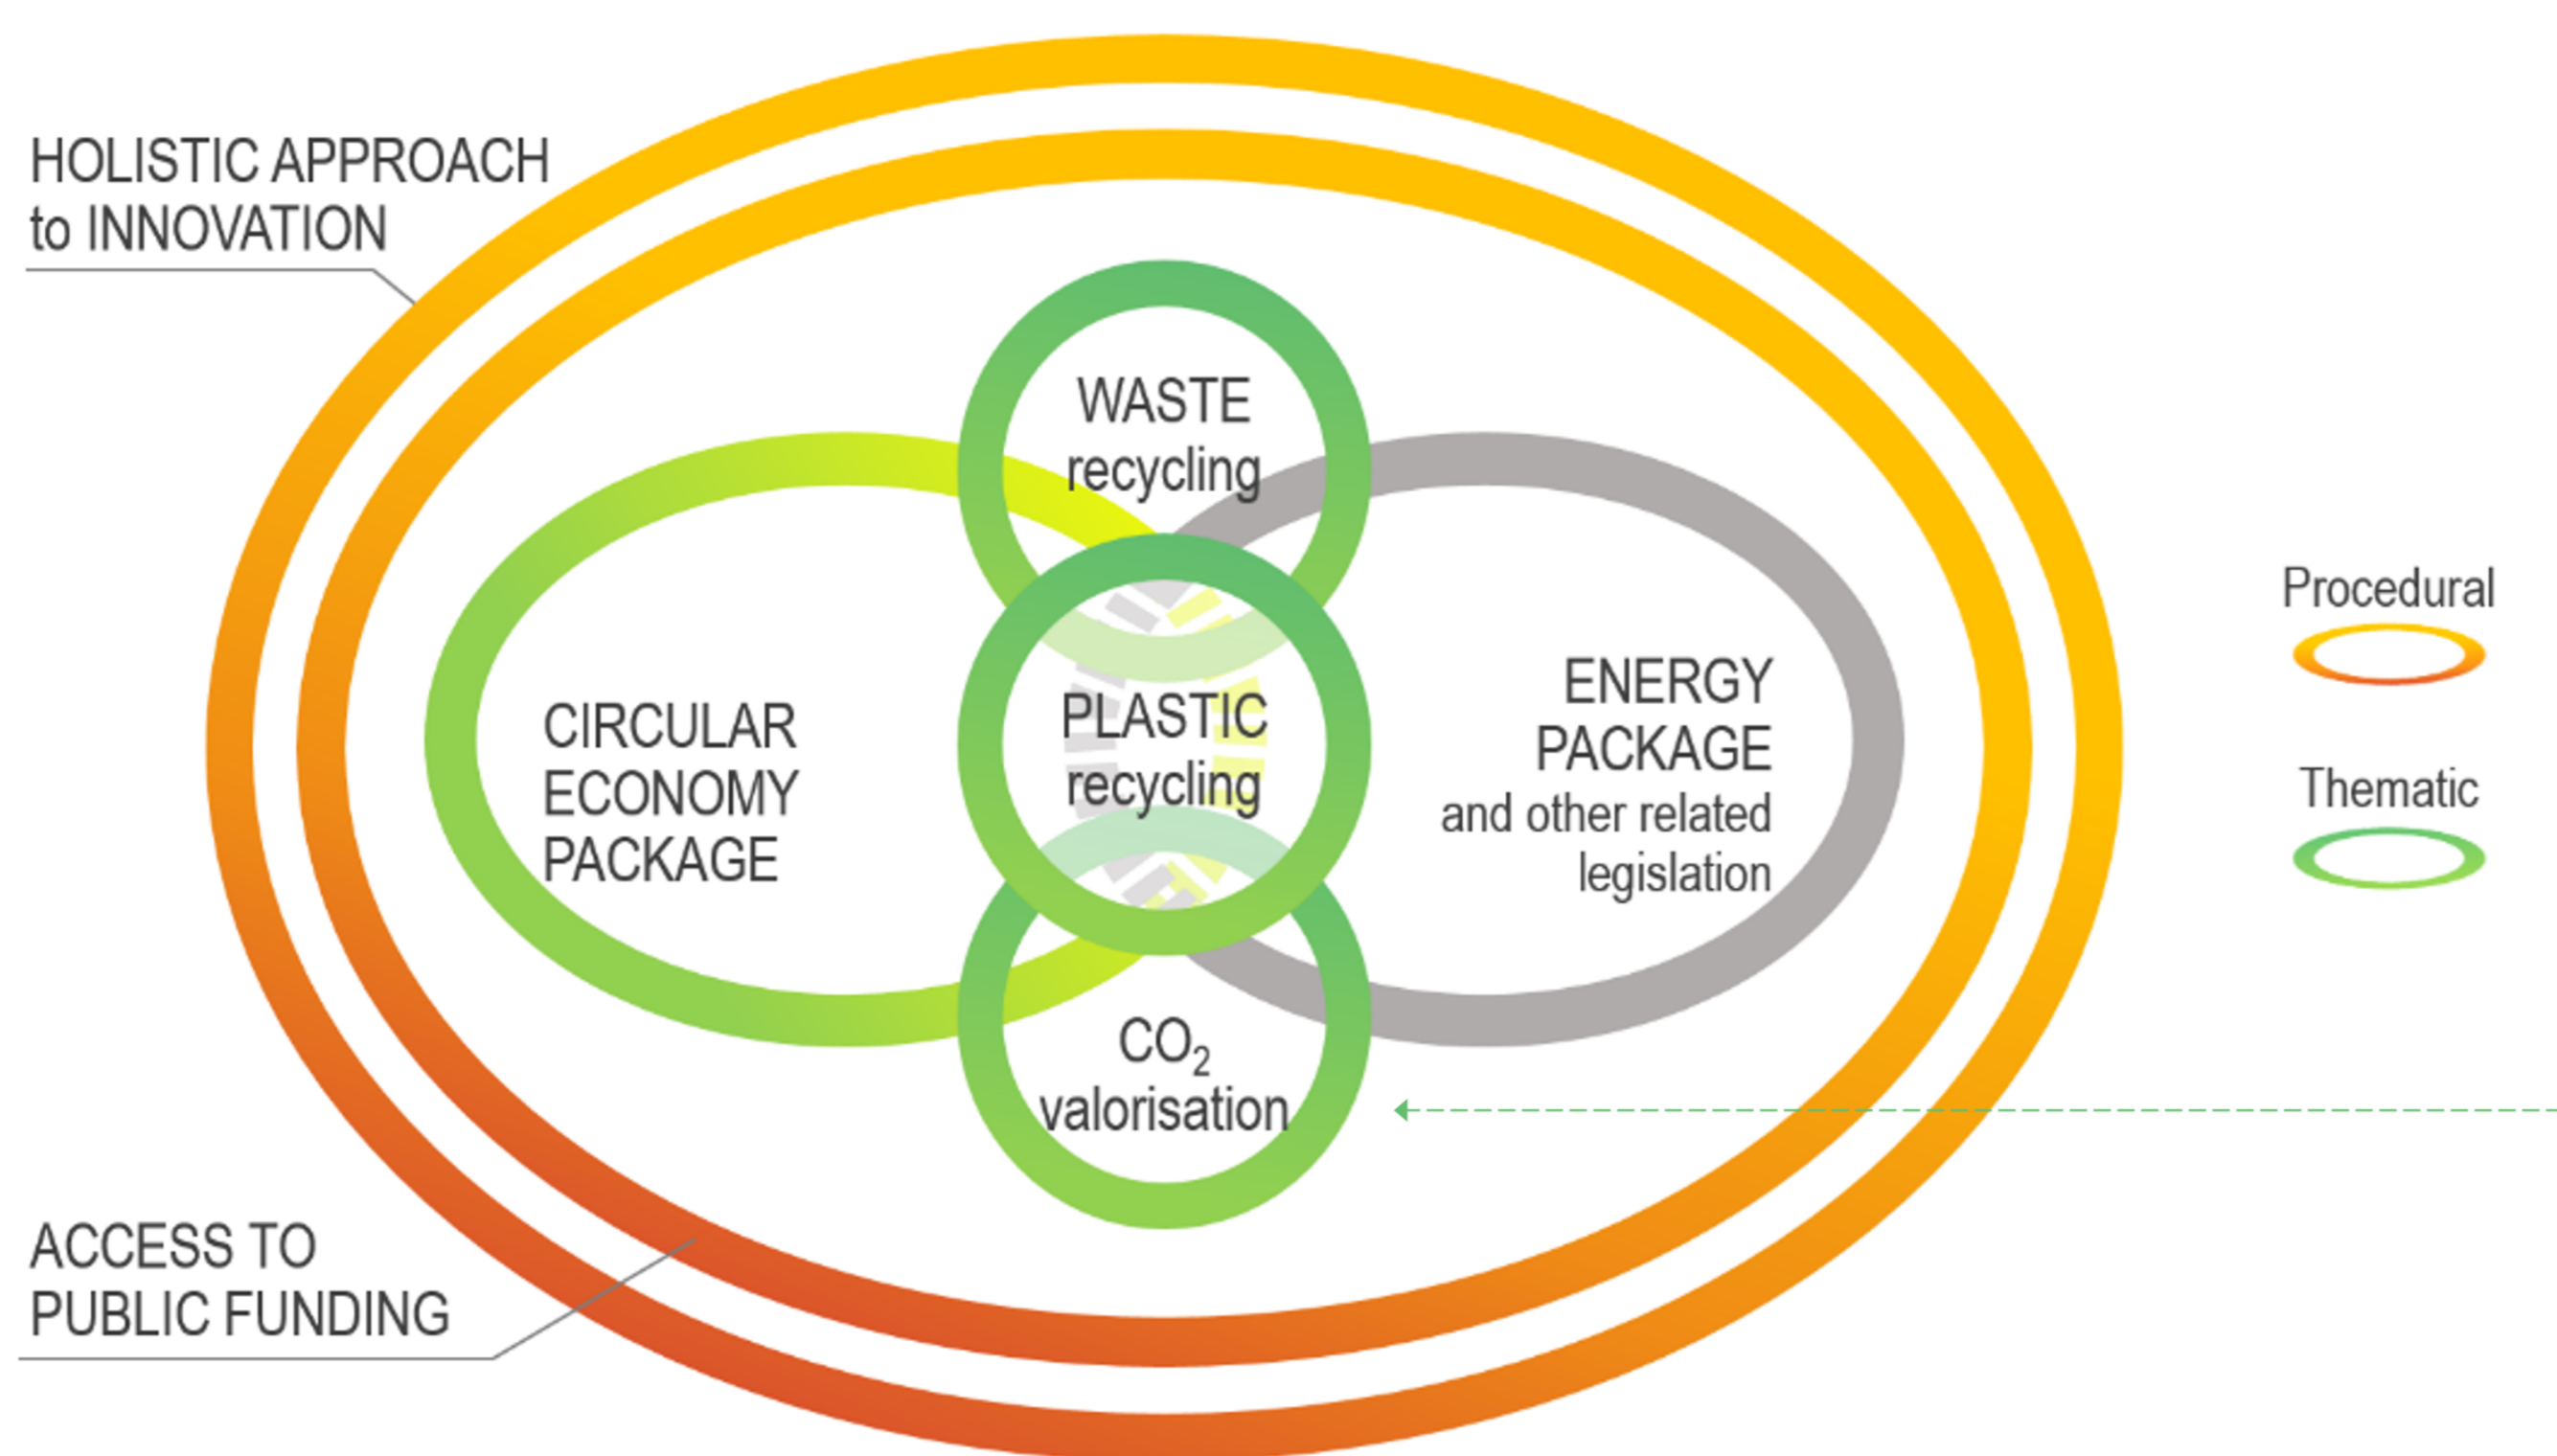 HOLISTIC APPROACH
to INNOVATION
WASTE
recycling
PLASTIC
recycling
CIRCULAR
ECONOMY
PACKAGE
ENERGY
PACKAGE
and other related
legislation
CO₂
valorisation
Procedural
Thematic
ACCESS TO
PUBLIC FUNDING